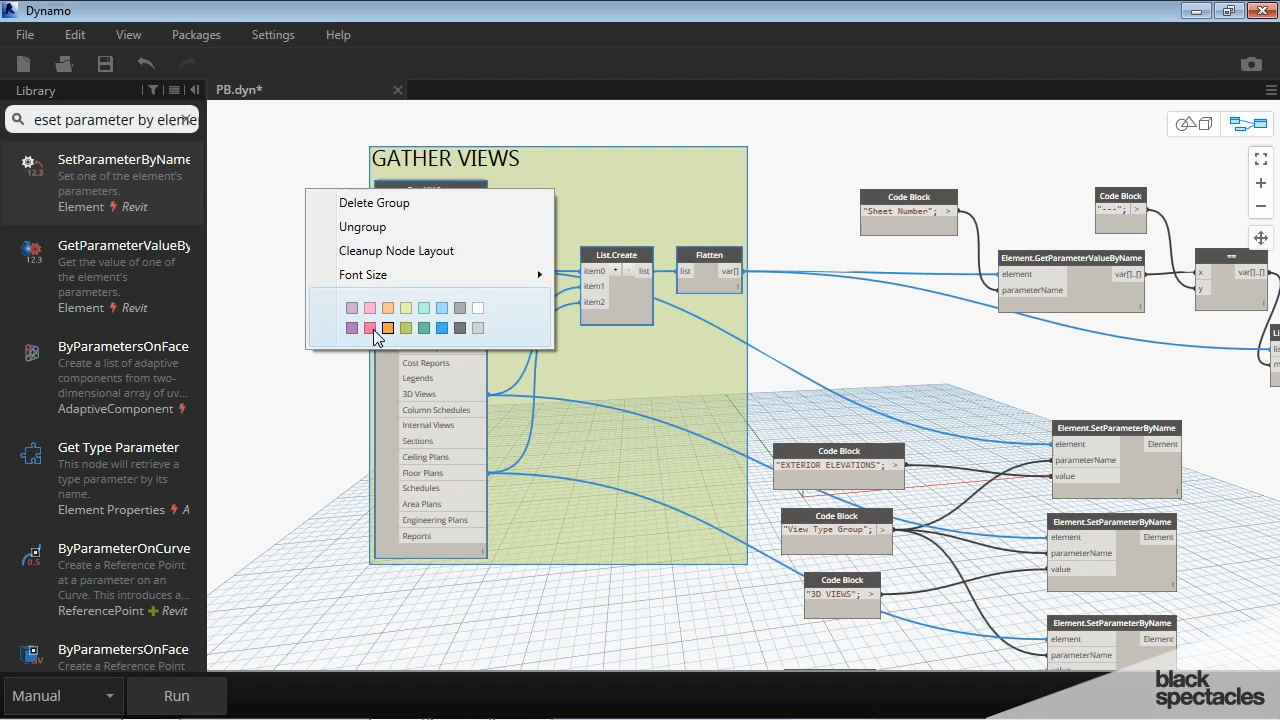 Dynamo
File Edit View Packages Settings Help
Library
PB.dyn*
eset parameter by eleme
SetParameterByName
Set one of the element's
parameters.
Element Revit
GetParameterValueBy
Get the value of one of
the element's
parameters.
Element Revit
ByParametersOnFace
Create a list of adaptive
components from two-
dimensional array of uv...
AdaptiveComponent
Get Type Parameter
This node will retrieve a
type parameter by its
name.
Element Properties A
ByParameterOnCurve
Create a Reference Point
at a parameter on an
Curve. This introduces a...
ReferencePoint Revit
ByParametersOnFace
Create a Reference Point
Manual
Run
GATHER VIEWS
Delete Group
Ungroup
Cleanup Node Layout
Font Size
Cost Reports
Legends
3D Views
Column Schedules
Internal Views
Sections
Ceiling Plans
Floor Plans
Schedules
Area Plans
Engineering Plans
Reports
List.Create
item0 + - list
item1
item2
Flatten
list var[]
Code Block
"Sheet Number"; >
Code Block
"---"; >
Element.GetParameterValueByName
element var[]..[]
parameterName
==
x var[]..[]
y
Code Block
"EXTERIOR ELEVATIONS"; >
Code Block
"View Type Group"; >
Code Block
"3D VIEWS"; >
Element.SetParameterByName
element Element
parameterName
value
Element.SetParameterByName
element Element
parameterName
value
Element.SetParameterByName
element Element
parameterName
black
spectacles